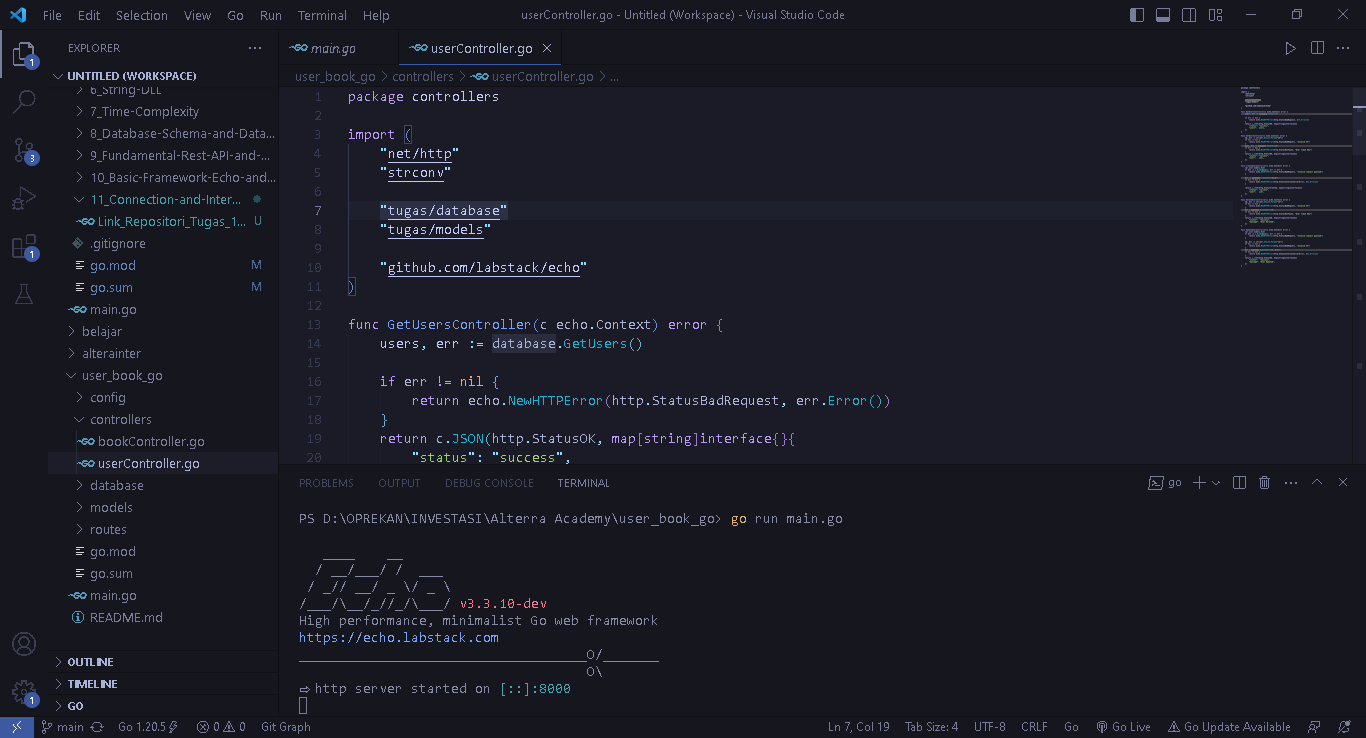 File Edit Selection View Go Run Terminal Help
userController.go - Untitled (Workspace) - Visual Studio Code
EXPLORER
1
UNTITLED (WORKSPACE)
6_String-DLL
7_Time-Complexity
8_Database-Schema-and-Data...
3
9_Fundamental-Rest-API-and-...
10_Basic-Framework-Echo-and...
11_Connection-and-Inter...
Link_Repositori_Tugas_1... U
.gitignore
1
go.mod M
go.sum M
main.go
belajar
alterainter
user_book_go
config
controllers
bookController.go
userController.go
database
models
routes
go.mod
go.sum
main.go
README.md
OUTLINE
TIMELINE
1
GO
main.go
userController.go
user_book_go > controllers > userController.go > ...
1 package controllers
2
3 import (
4 "net/http"
5 "strconv"
6
7 "tugas/database"
8 "tugas/models"
9
10 "github.com/labstack/echo"
11 )
12
13 func GetUsersController(c echo.Context) error {
14 users, err := database.GetUsers()
15
16 if err != nil {
17 return echo.NewHTTPError(http.StatusBadRequest, err.Error())
18 }
19 return c.JSON(http.StatusOK, map[string]interface{}{
20 "status": "success",
PROBLEMS OUTPUT DEBUG CONSOLE TERMINAL
go
PS D:\OPREKAN\INVESTASI\Alterra Academy\user_book_go> go run main.go
   ____    __
  / __/___/ /  ___
 / _// __/ _ \/ _ \
/___/\__/_//_/\___/ v3.3.10-dev
High performance, minimalist Go web framework
https://echo.labstack.com
____________________________________O/_______
                                    O\
⇨ http server started on [::]:8000
main Go 1.20.5 0 0 Git Graph
Ln 7, Col 19 Tab Size: 4 UTF-8 CRLF Go Go Live Go Update Available